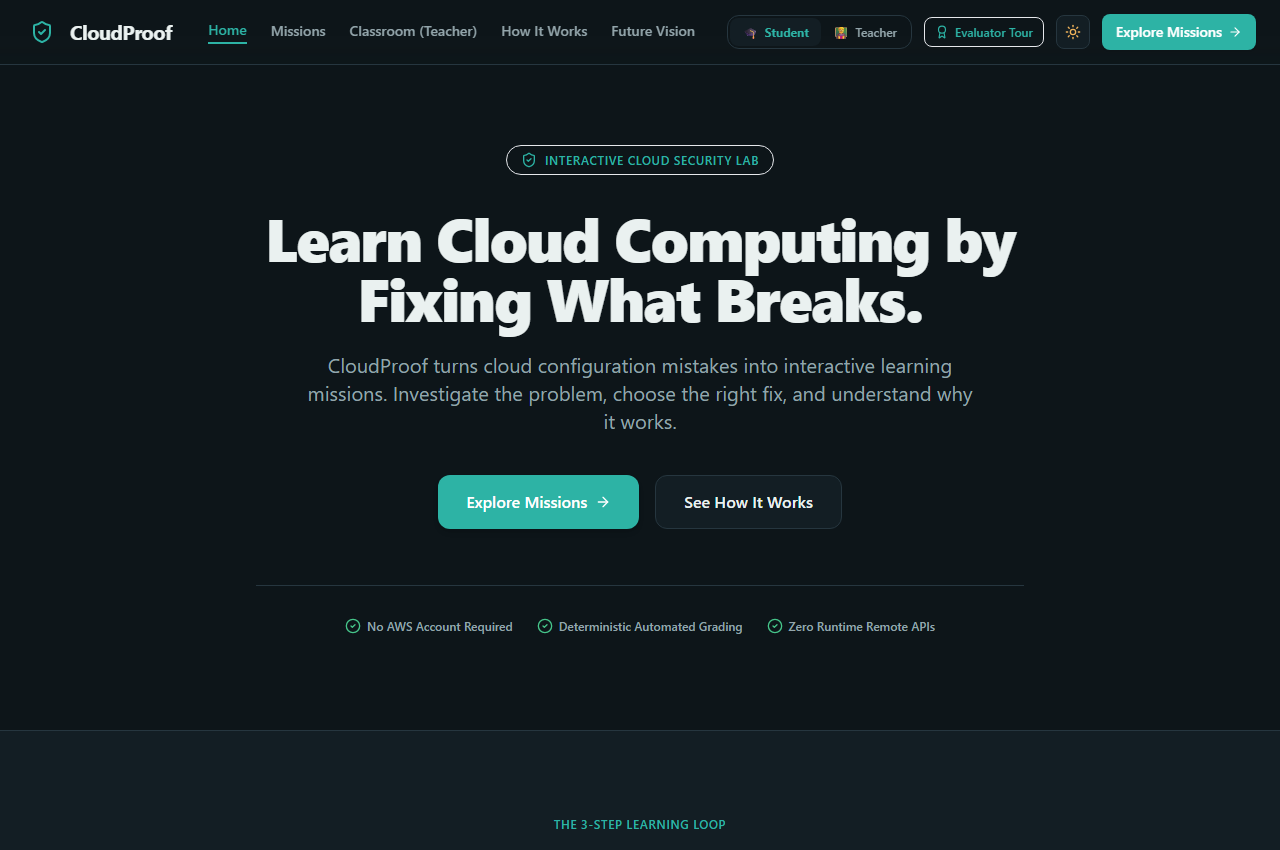 CloudProof
Home
Missions
Classroom (Teacher)
How It Works
Future Vision
Student
Teacher
Evaluator Tour
Explore Missions
INTERACTIVE CLOUD SECURITY LAB
Learn Cloud Computing by
Fixing What Breaks.
CloudProof turns cloud configuration mistakes into interactive learning
missions. Investigate the problem, choose the right fix, and understand why
it works.
Explore Missions
See How It Works
No AWS Account Required
Deterministic Automated Grading
Zero Runtime Remote APIs
THE 3-STEP LEARNING LOOP